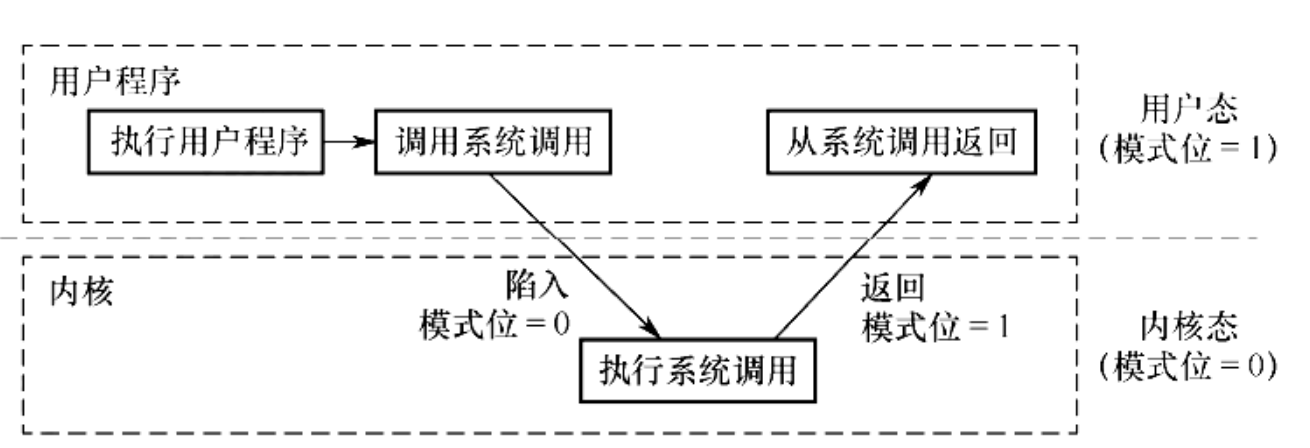 用户程序
执行用户程序
调用系统调用
从系统调用返回
用户态
(模式位=1)
内核
陷入
模式位=0
返回
模式位=1
执行系统调用
内核态
(模式位=0)